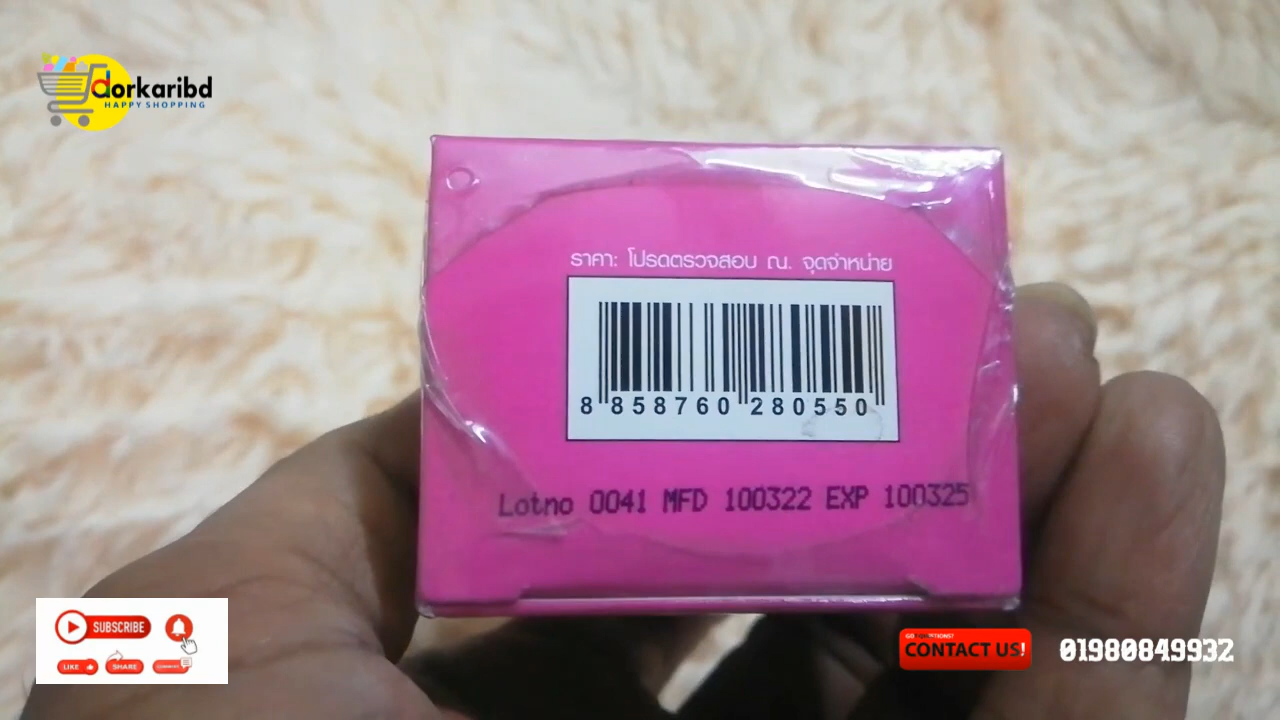 dorkaribd
HAPPY SHOPPING
ราคา: โปรดตรวจสอบ ณ. จุดจำหน่าย
8 858760 280550
Lotno 0041 MFD 100322 EXP 100325
SUBSCRIBE
LIKE SHARE
CONTACT US!
01980849932